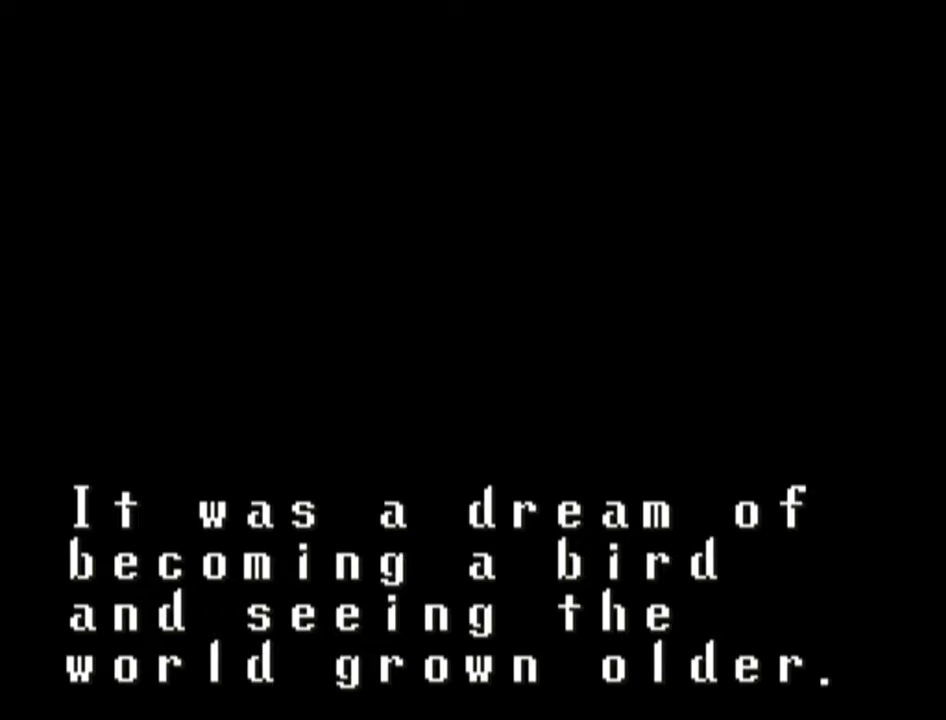 It was a dream of
becoming a bird
and seeing the
world grown older.